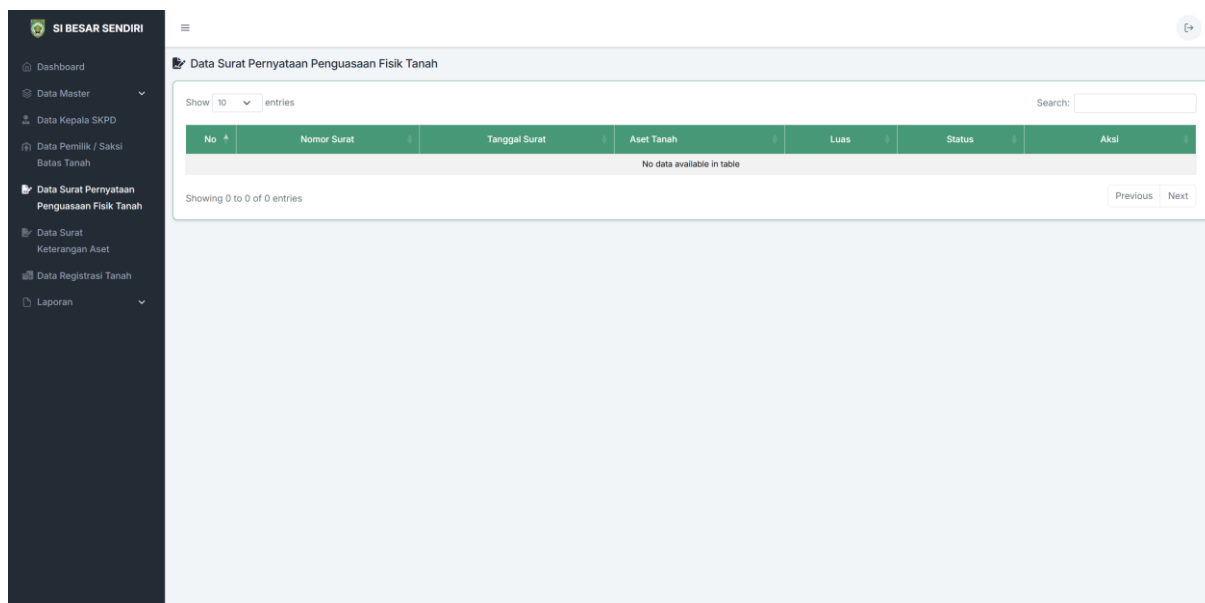 SI BESAR SENDIRI
Dashboard
Data Master
Data Kepala SKPD
Data Pemilik / Saksi
Batas Tanah
Data Surat Pernyataan
Penguasaan Fisik Tanah
Data Surat
Keterangan Aset
Data Registrasi Tanah
Laporan
Data Surat Pernyataan Penguasaan Fisik Tanah
Show 10 entries Search:
No Nomor Surat Tanggal Surat Aset Tanah Luas Status Aksi
No data available in table
Showing 0 to 0 of 0 entries Previous Next